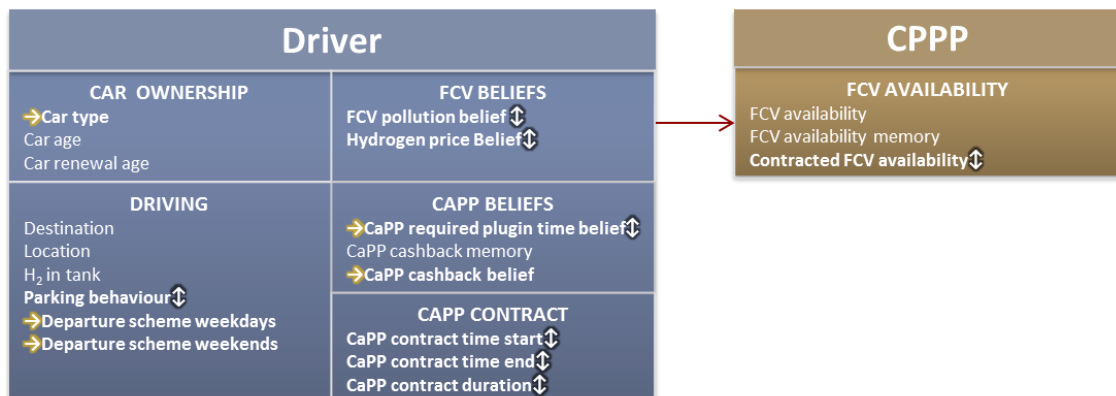 Driver
CAR OWNERSHIP
→Car type
Car age
Car renewal age
FCV BELIEFS
FCV pollution belief↕
Hydrogen price Belief↕
DRIVING
Destination
Location
H₂ in tank
Parking behaviour↕
→Departure scheme weekdays
→Departure scheme weekends
CAPP BELIEFS
→CaPP required plugin time belief↕
CaPP cashback memory
→CaPP cashback belief
CAPP CONTRACT
CaPP contract time start↕
CaPP contract time end↕
CaPP contract duration↕
CPPP
FCV AVAILABILITY
FCV availability
FCV availability memory
Contracted FCV availability↕